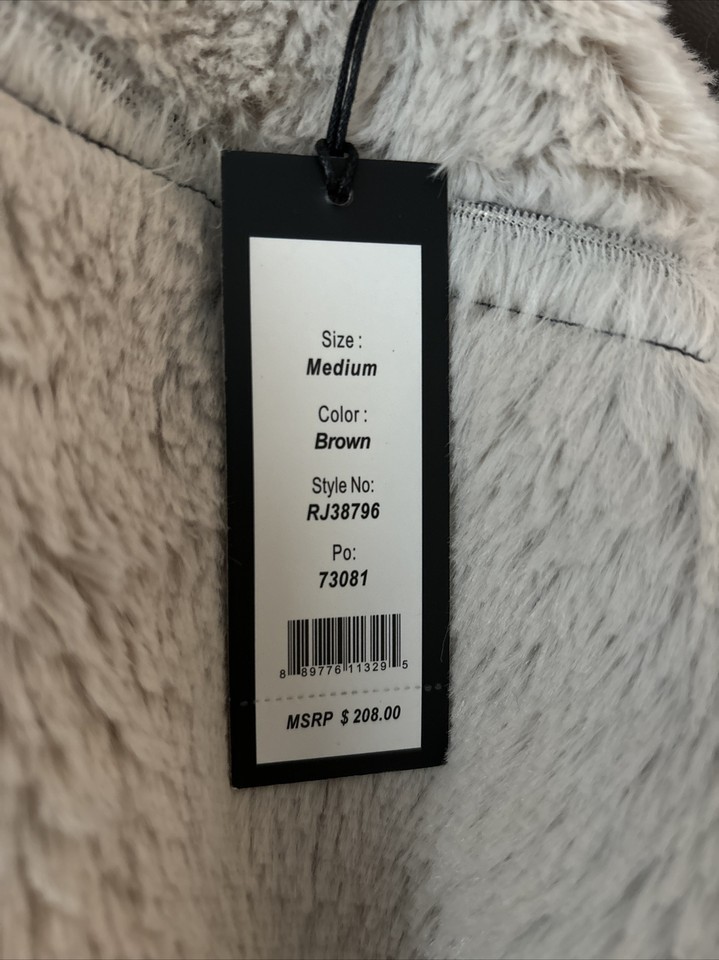 Size :
Medium
Color :
Brown
Style No:
RJ38796
Po:
73081
8 89776 11329 5
MSRP $ 208.00